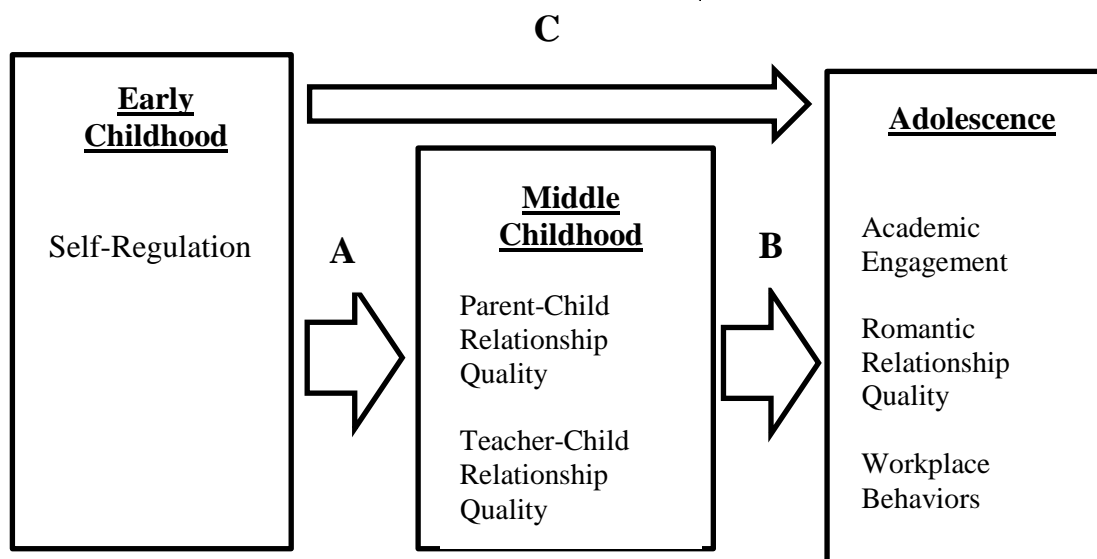 C
Early
Childhood
Self-Regulation
A
Middle
Childhood
Parent-Child
Relationship
Quality
Teacher-Child
Relationship
Quality
B
Adolescence
Academic
Engagement
Romantic
Relationship
Quality
Workplace
Behaviors